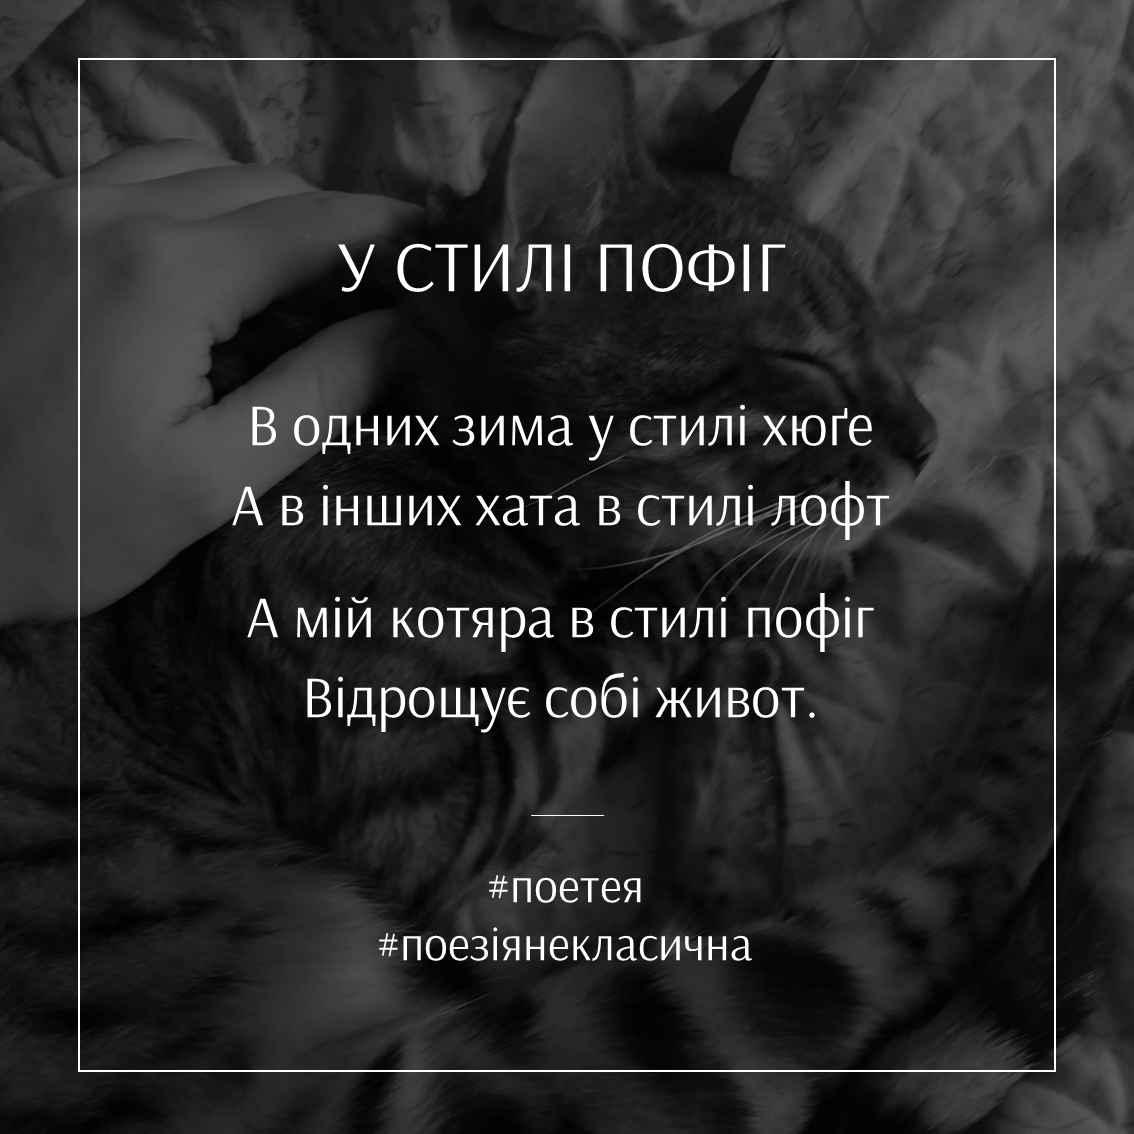 У СТИЛІ ПОФІГ
В одних зима у стилі хюґе
А в інших хата в стилі лофт
А мій котяра в стилі пофіг
Відрощує собі живот.
#поетея
#поезіянекласична